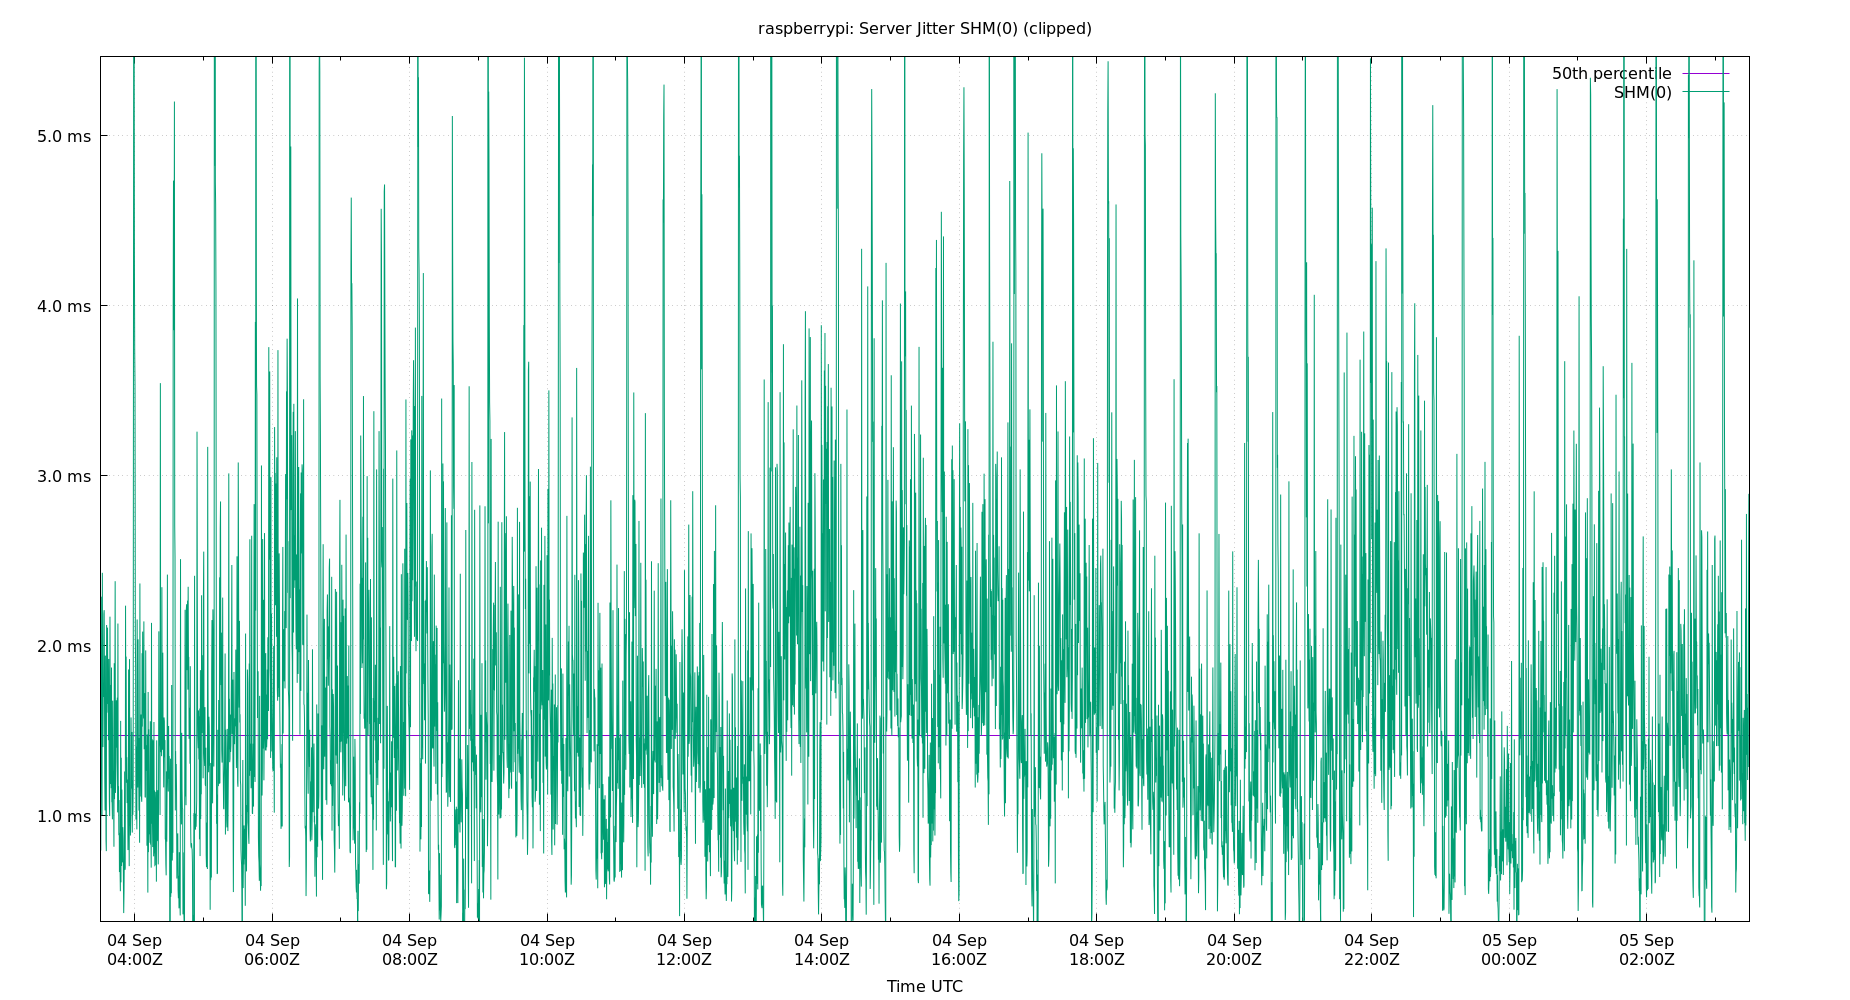 raspberrypi: Server Jitter SHM(0) (clipped)
50th percentile
SHM(0)
5.0 ms
4.0 ms
3.0 ms
2.0 ms
1.0 ms
04 Sep 04 Sep 04 Sep 04 Sep 04 Sep 04 Sep 04 Sep 04 Sep 04 Sep 04 Sep 05 Sep 05 Sep
04:00Z 06:00Z 08:00Z 10:00Z 12:00Z 14:00Z 16:00Z 18:00Z 20:00Z 22:00Z 00:00Z 02:00Z
Time UTC